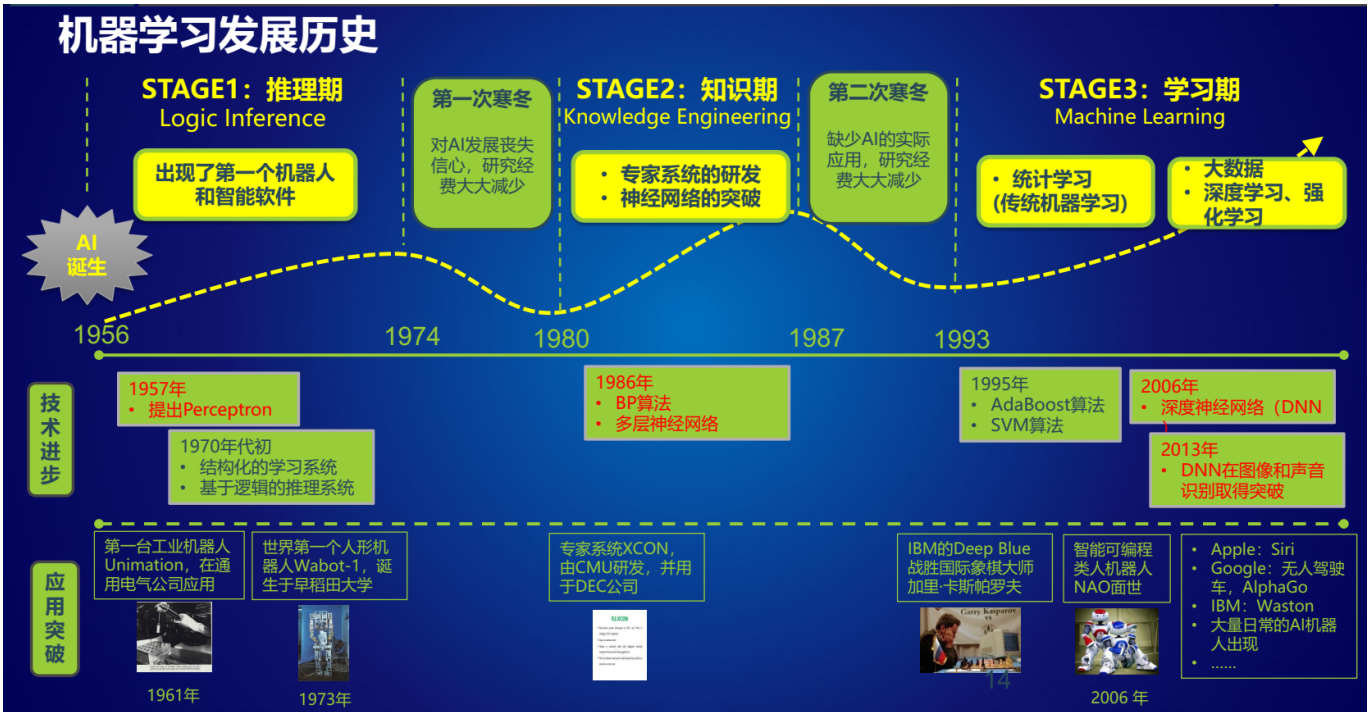 机器学习发展历史
STAGE1：推理期
Logic Inference
出现了第一个机器人
和智能软件
第一次寒冬
对AI发展丧失
信心，研究经
费大大减少
STAGE2：知识期
Knowledge Engineering
• 专家系统的研发
• 神经网络的突破
第二次寒冬
缺少AI的实际
应用，研究经
费大大减少
STAGE3：学习期
Machine Learning
• 统计学习
(传统机器学习)
• 大数据
• 深度学习、强
化学习
AI
诞生
1956
1974
1980
1987
1993
技术进步
1957年
• 提出Perceptron
1970年代初
• 结构化的学习系统
• 基于逻辑的推理系统
1986年
• BP算法
• 多层神经网络
1995年
• AdaBoost算法
• SVM算法
2006年
• 深度神经网络（DNN
）
2013年
• DNN在图像和声音
识别取得突破
应用突破
第一台工业机器人
Unimation，在通
用电气公司应用
1961年
世界第一个人形机
器人Wabot-1，诞
生于早稻田大学
1973年
专家系统XCON，
由CMU研发，并用
于DEC公司
R1/XCON
IBM的Deep Blue
战胜国际象棋大师
加里·卡斯帕罗夫
Garry Kasparov
vs
14
智能可编程
类人机器人
NAO面世
2006 年
• Apple：Siri
• Google：无人驾驶
车，AlphaGo
• IBM：Waston
• 大量日常的AI机器
人出现
• ......